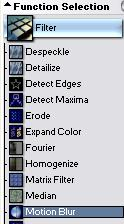 Function Selection
Filter
Despeckle
Detailize
Detect Edges
Detect Maxima
Erode
Expand Color
Fourier
Homogenize
Matrix Filter
Median
Motion Blur